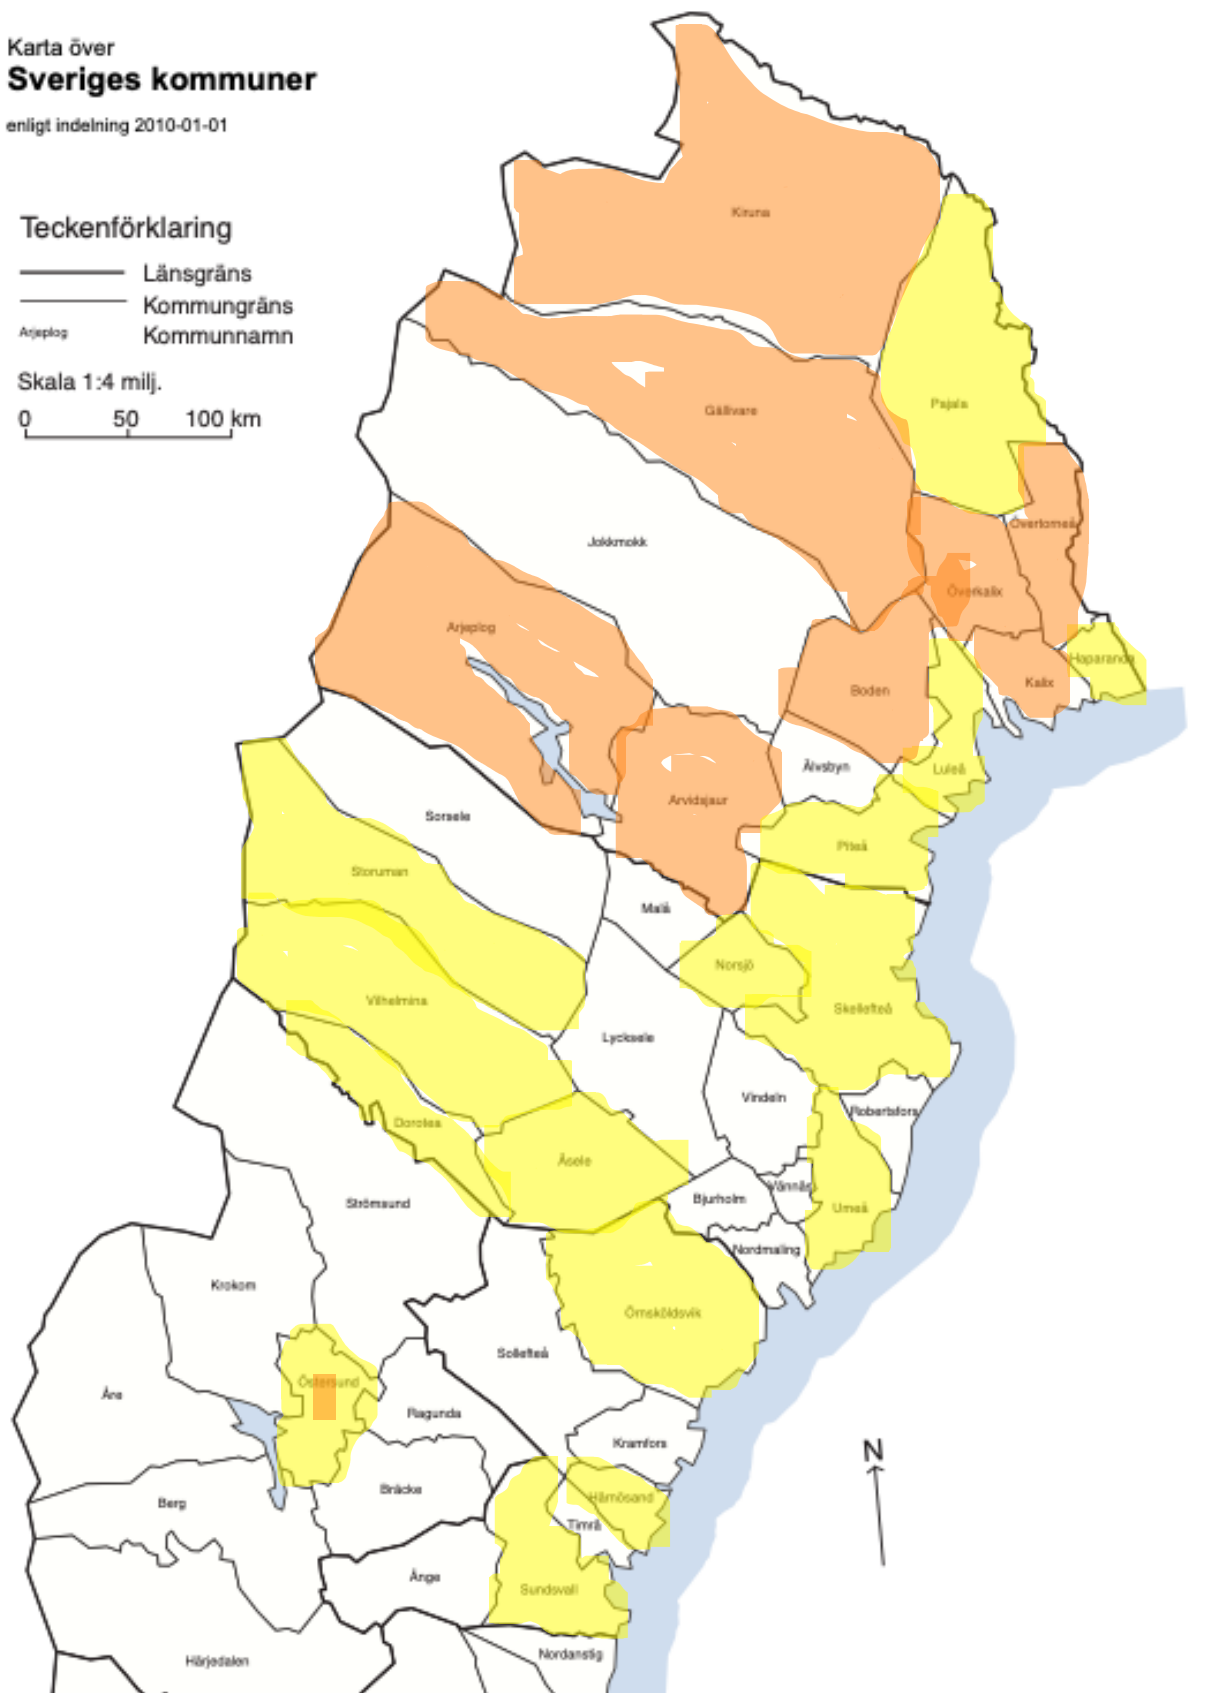 Karta över
Sveriges kommuner
enligt indelning 2010-01-01
Teckenförklaring
Länsgräns
Kommungräns
Arjeplog Kommunnamn
Skala 1:4 milj.
0 50 100 km
Kiruna
Pajala
Gällivare
Övertorneå
Jokkmokk
Överkalix
Arjeplog
Haparanda
Kalix
Boden
Älvsbyn
Luleå
Arvidsjaur
Sorsele
Piteå
Storuman
Malå
Norsjö
Vilhelmina
Skellefteå
Lycksele
Vindeln
Robertsfors
Dorotea
Åsele
Vännäs
Bjurholm
Strömsund
Umeå
Nordmaling
Krokom
Örnsköldsvik
Sollefteå
Östersund
Åre
Ragunda
Kramfors
N
Bräcke
Härnösand
Berg
Timrå
Ånge
Sundsvall
Nordanstig
Härjedalen